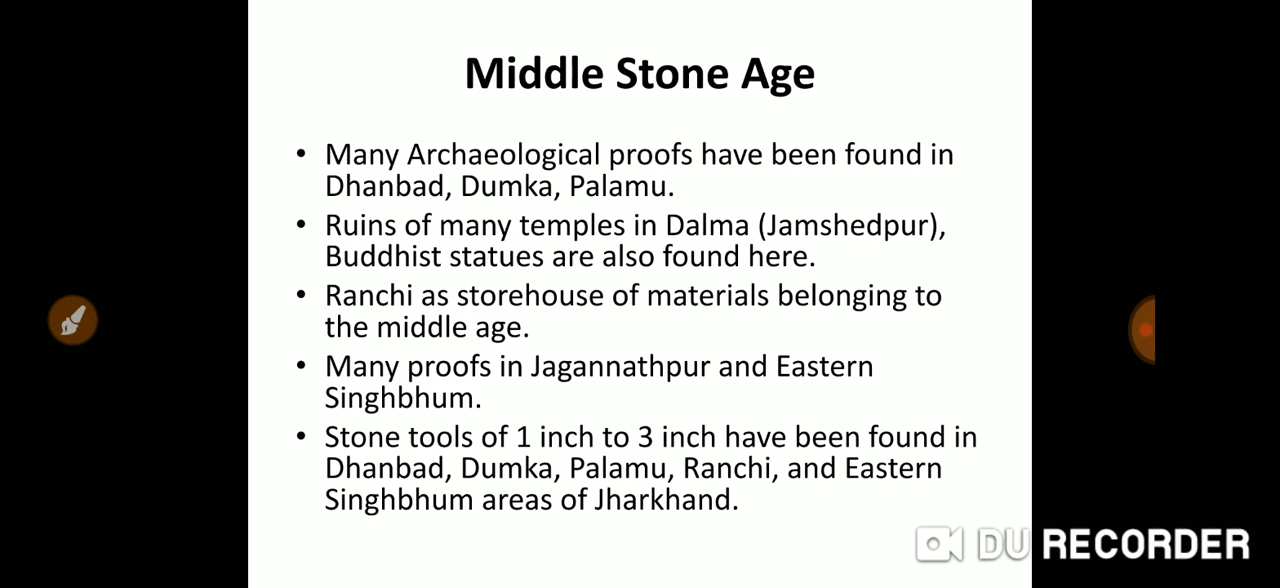 Middle Stone Age
• Many Archaeological proofs have been found in
Dhanbad, Dumka, Palamu.
• Ruins of many temples in Dalma (Jamshedpur),
Buddhist statues are also found here.
• Ranchi as storehouse of materials belonging to
the middle age.
• Many proofs in Jagannathpur and Eastern
Singhbhum.
• Stone tools of 1 inch to 3 inch have been found in
Dhanbad, Dumka, Palamu, Ranchi, and Eastern
Singhbhum areas of Jharkhand.
DU RECORDER